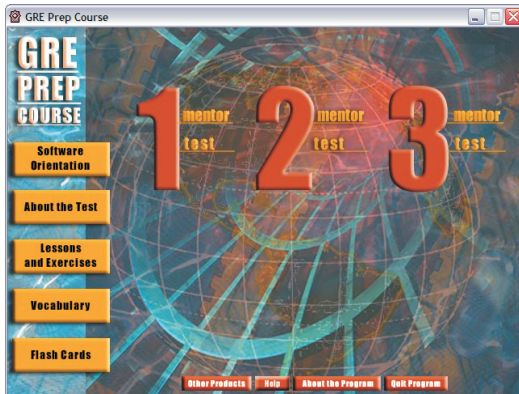 GRE Prep Course
GRE
PREP
COURSE
1 mentor
test
2 mentor
test
3 mentor
test
Software
Orientation
About the Test
Lessons
and Exercises
Vocabulary
Flash Cards
Other Products Help About the Program Quit Program